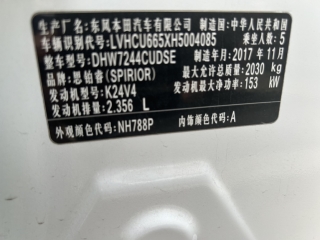 生产厂名:东风本田汽车有限公司 制造国:中华人民共和
车辆识别代号:LVHCU665XH5004085 乘坐人数:5
整车型号:DHW7244CUDSE 制造年月:2017 年 11月
品牌:思铂睿(SPIRIOR) 最大允许总质量:2030 kg
发动机型号:K24V4 发动机最大净功率:153 kW
发动机排量:2.356 L
外观颜色代码:NH788P 内饰颜色代码:A